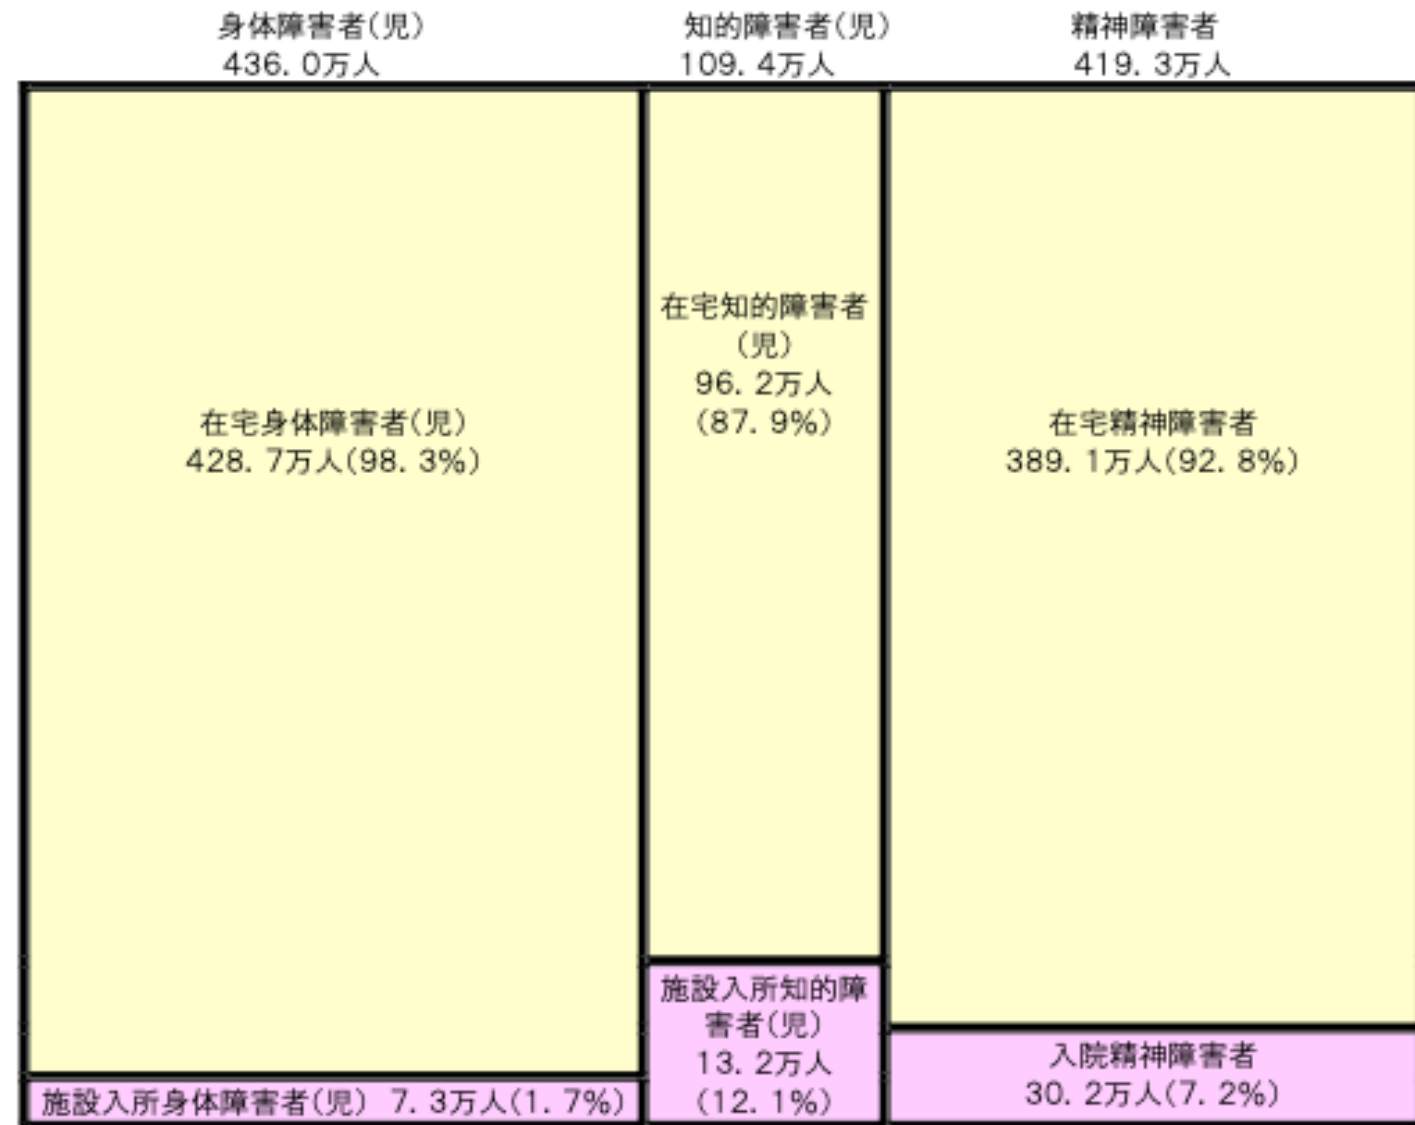 身体障害者(児)
436. 0万人
知的障害者(児)
109. 4万人
精神障害者
419. 3万人
在宅身体障害者(児)
428. 7万人(98. 3%)
在宅知的障害者
(児)
96. 2万人
(87. 9%)
在宅精神障害者
389. 1万人(92. 8%)
施設入所身体障害者(児) 7. 3万人(1. 7%)
施設入所知的障
害者(児)
13. 2万人
(12. 1%)
入院精神障害者
30. 2万人(7. 2%)